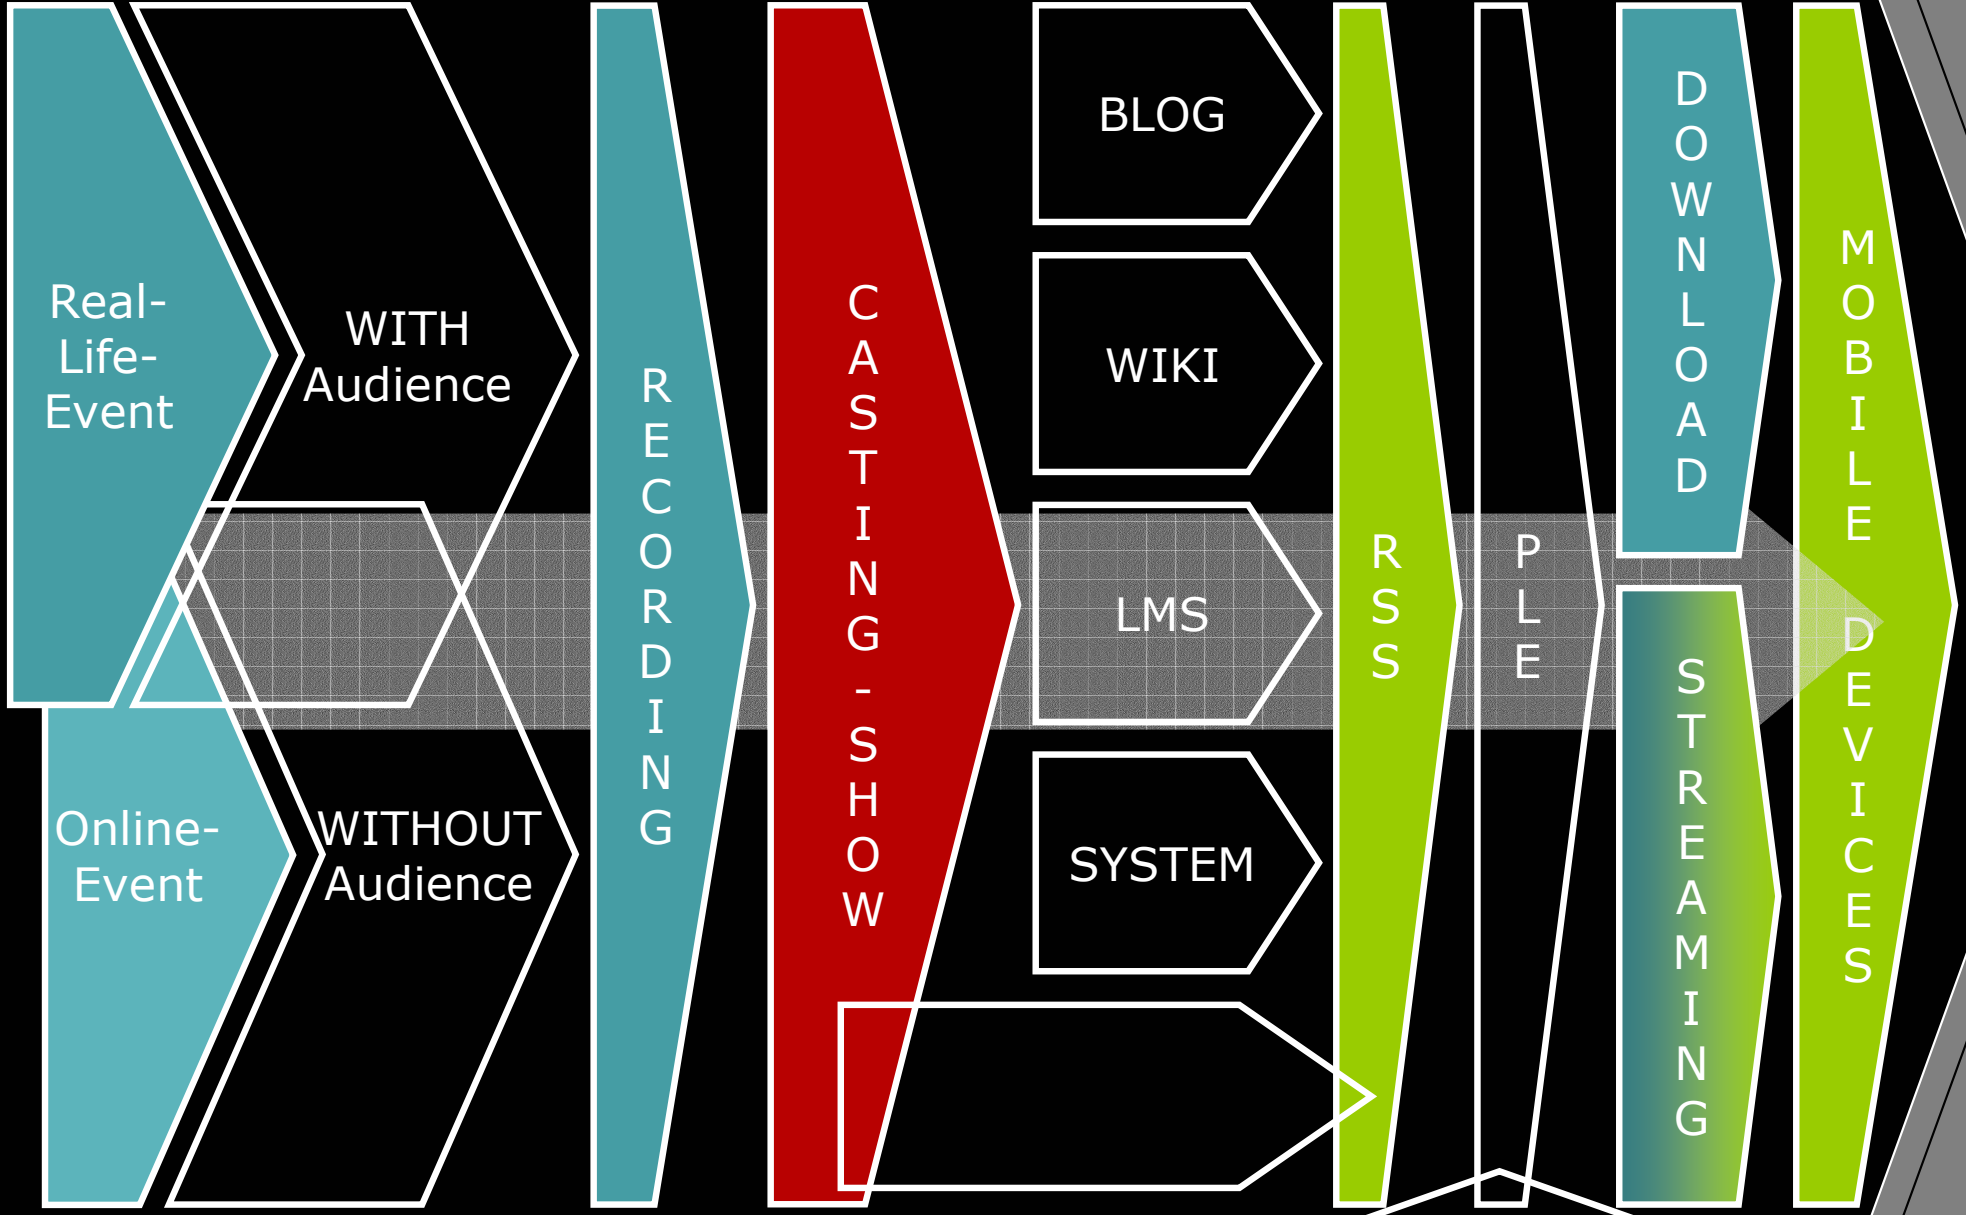 Real-
Life-
Event
WITH
Audience
Online-
Event
WITHOUT
Audience
RECORDING
CASTING-SHOW
BLOG
WIKI
LMS
SYSTEM
RSS
PLE
DOWNLOAD
STREAMING
MOBILE DEVICES